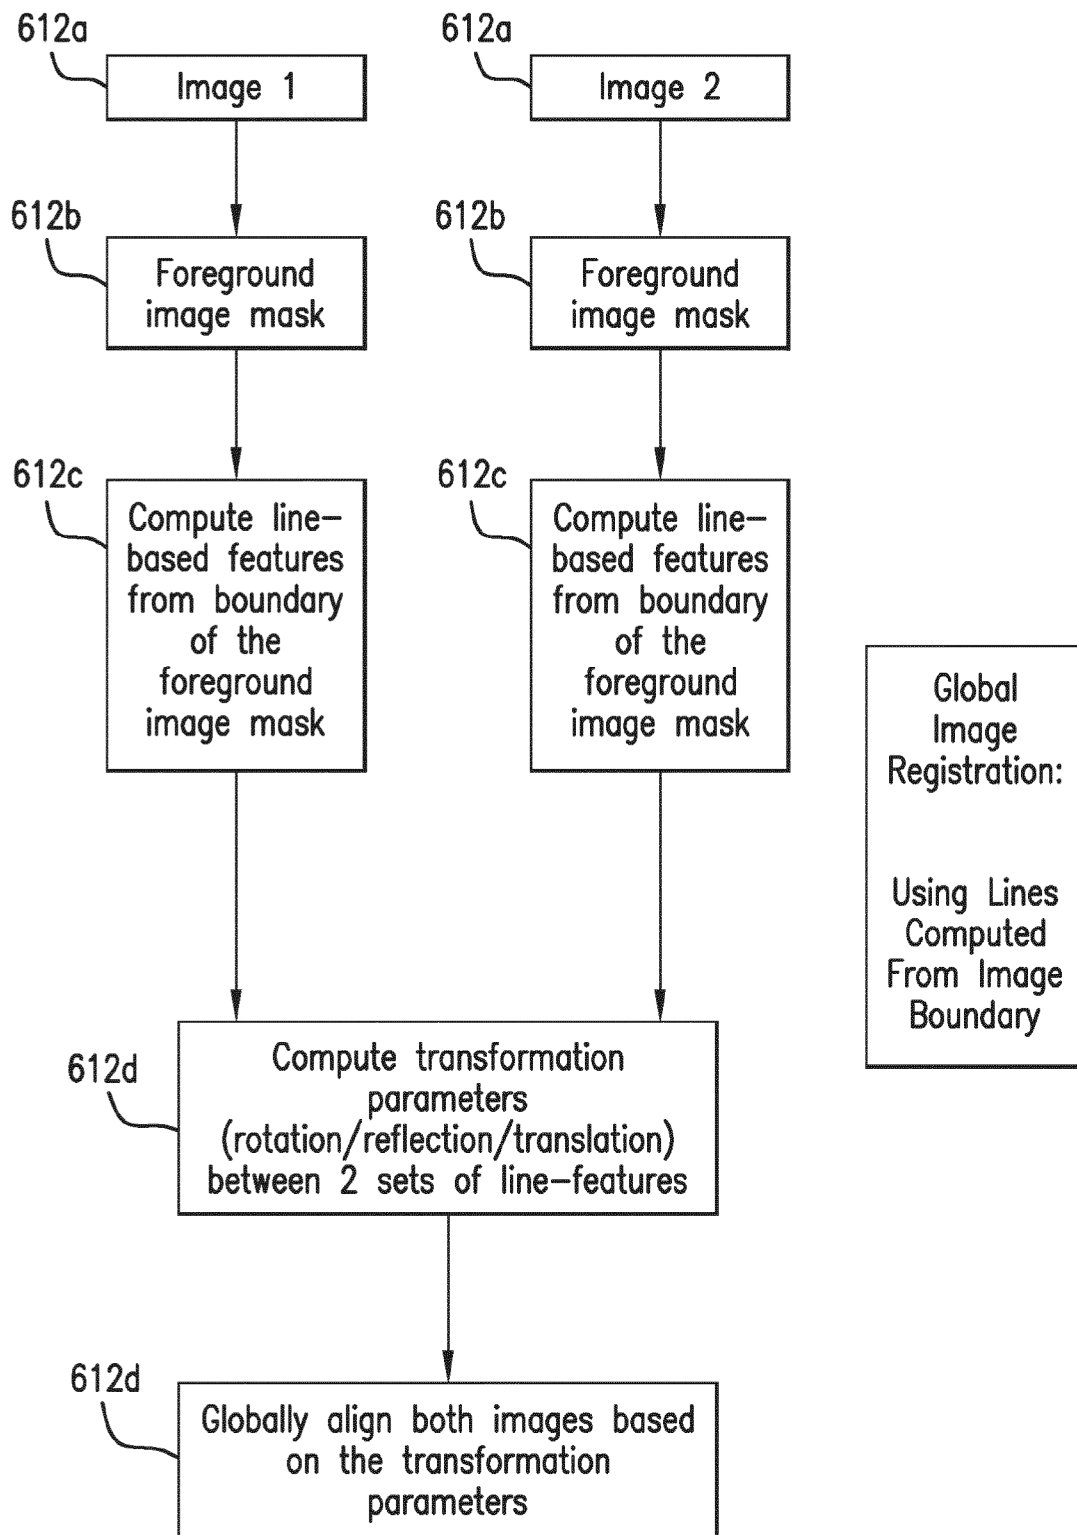 612a
Image 1
612a
Image 2
612b
Foreground
image mask
612b
Foreground
image mask
612c
Compute line-
based features
from boundary
of the
foreground
image mask
612c
Compute line-
based features
from boundary
of the
foreground
image mask
Global
Image
Registration:
Using Lines
Computed
From Image
Boundary
612d
Compute transformation
parameters
(rotation/reflection/translation)
between 2 sets of line-features
612d
Globally align both images based
on the transformation
parameters